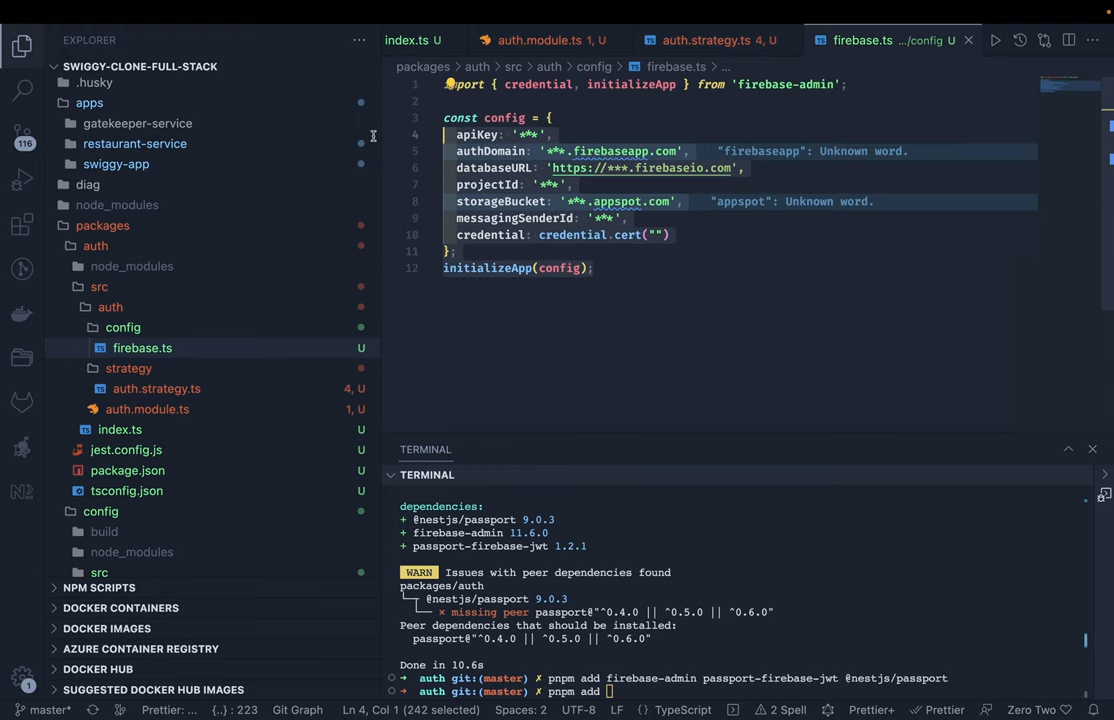 EXPLORER
SWIGGY-CLONE-FULL-STACK
.husky
apps
gatekeeper-service
restaurant-service
swiggy-app
diag
node_modules
packages
auth
node_modules
src
auth
config
firebase.ts U
strategy
auth.strategy.ts 4, U
auth.module.ts 1, U
index.ts U
jest.config.js U
package.json U
tsconfig.json U
config
build
node_modules
src
NPM SCRIPTS
DOCKER CONTAINERS
DOCKER IMAGES
AZURE CONTAINER REGISTRY
DOCKER HUB
SUGGESTED DOCKER HUB IMAGES
116
1
index.ts U
auth.module.ts 1, U
auth.strategy.ts 4, U
firebase.ts .../config U
packages > auth > src > auth > config > firebase.ts > ...
1 import { credential, initializeApp } from 'firebase-admin';
2
3 const config = {
4 apiKey: '***',
5 authDomain: '***.firebaseapp.com', "firebaseapp": Unknown word.
6 databaseURL: 'https://***.firebaseio.com',
7 projectId: '***',
8 storageBucket: '***.appspot.com', "appspot": Unknown word.
9 messagingSenderId: '***',
10 credential: credential.cert("")
11 };
12 initializeApp(config);
TERMINAL
TERMINAL
dependencies:
+ @nestjs/passport 9.0.3
+ firebase-admin 11.6.0
+ passport-firebase-jwt 1.2.1
WARN Issues with peer dependencies found
packages/auth
└─┬ @nestjs/passport 9.0.3
└── ✕ missing peer passport@"^0.4.0 || ^0.5.0 || ^0.6.0"
Peer dependencies that should be installed:
passport@"^0.4.0 || ^0.5.0 || ^0.6.0"
Done in 10.6s
→ auth git:(master) ✗ pnpm add firebase-admin passport-firebase-jwt @nestjs/passport
→ auth git:(master) ✗ pnpm add
master* Prettier: ... {..} : 223 Git Graph Ln 4, Col 1 (242 selected) Spaces: 2 UTF-8 LF {} TypeScript 2 Spell Prettier+ Prettier Zero Two